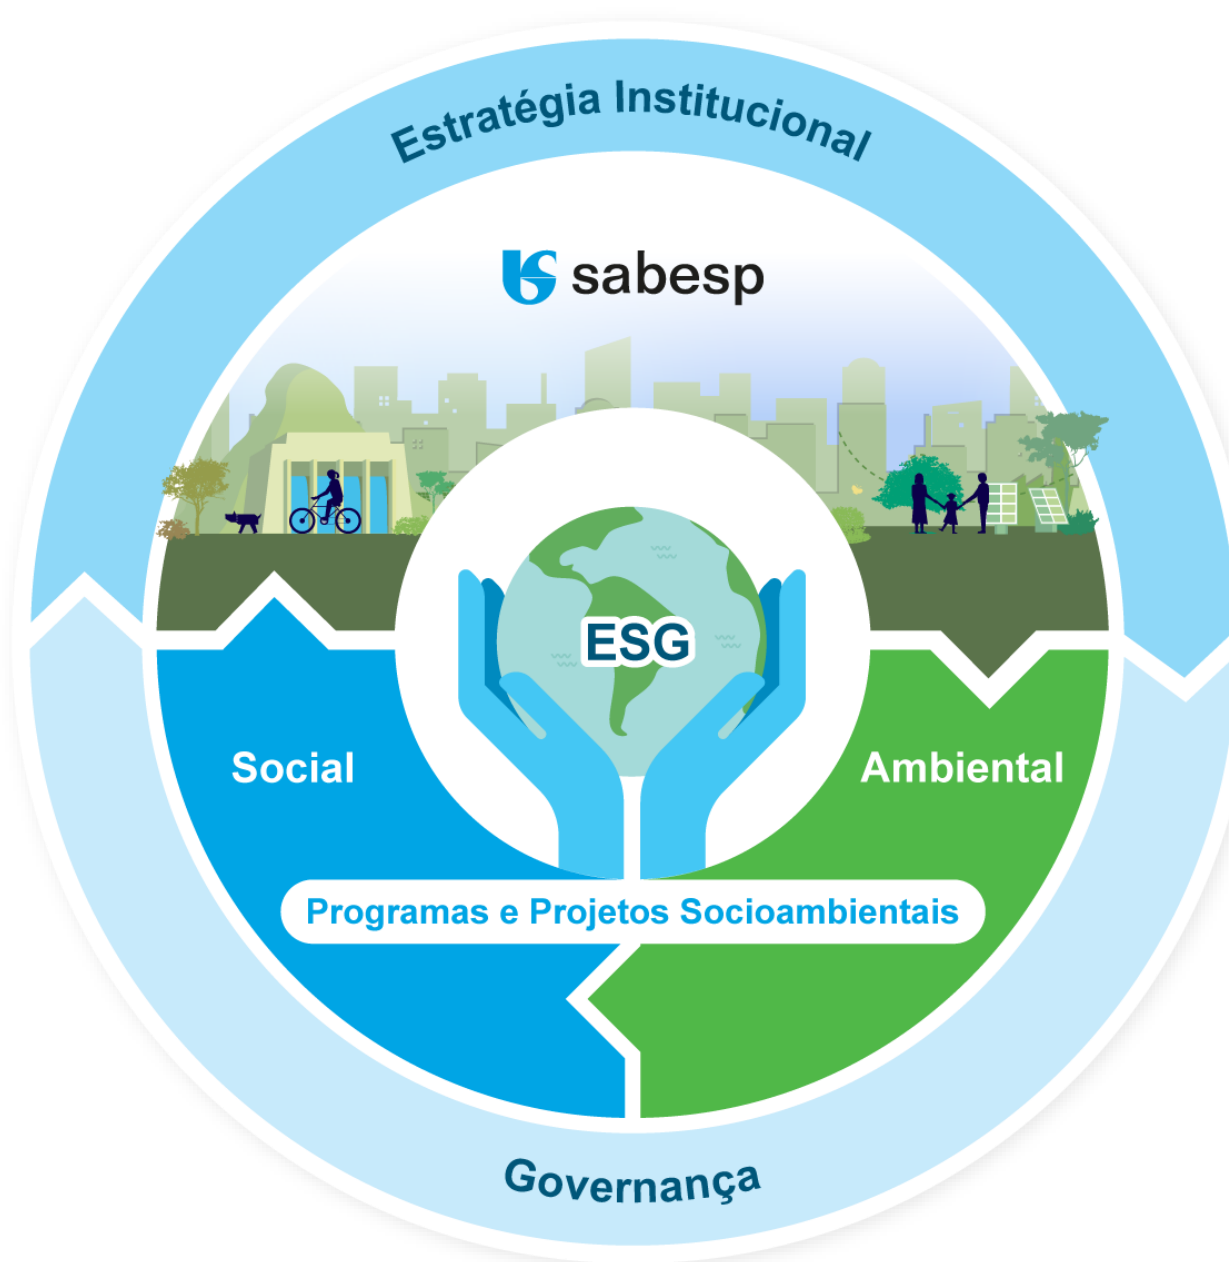 Estratégia Institucional
sabesp
ESG
Social
Ambiental
Programas e Projetos Socioambientais
Governança